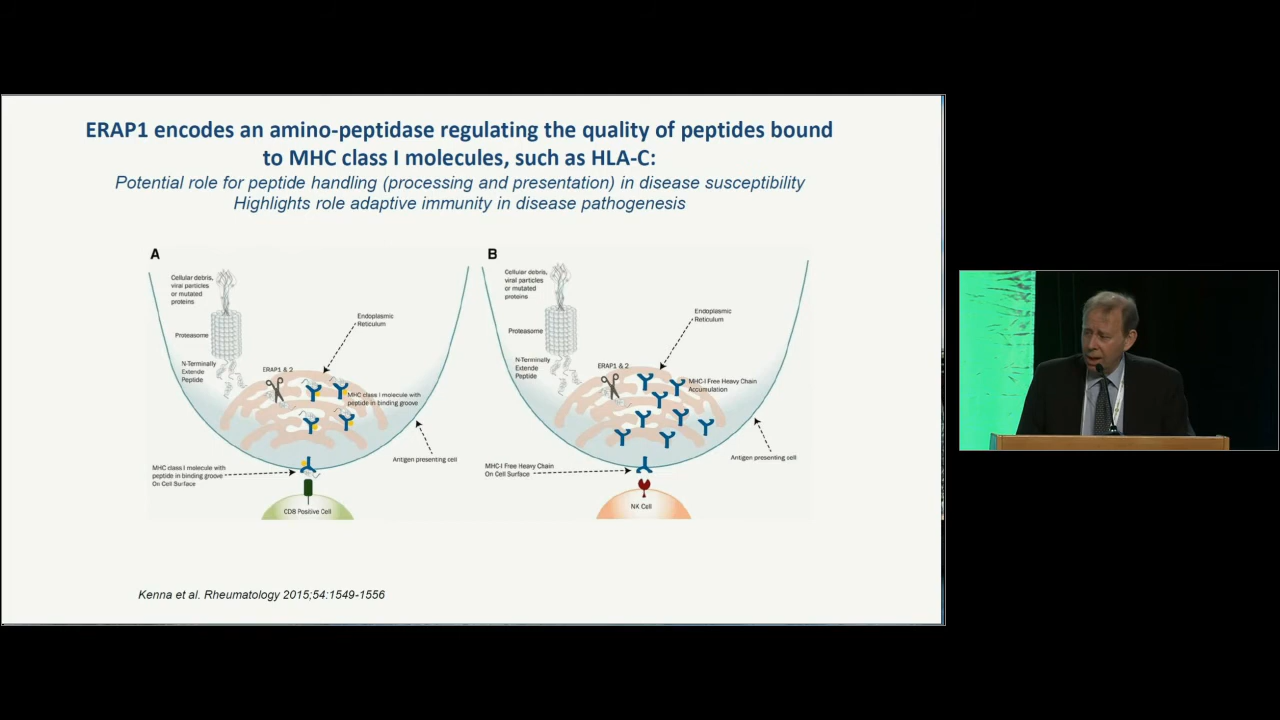 ERAP1 encodes an amino-peptidase regulating the quality of peptides bound
to MHC class I molecules, such as HLA-C:
Potential role for peptide handling (processing and presentation) in disease susceptibility
Highlights role adaptive immunity in disease pathogenesis
A
Cellular debris,
viral particles
or mutated
proteins
Proteasome
N-Terminally
Extende
Peptide
ERAP1 & 2
Endoplasmic
Reticulum
MHC class I molecule with
peptide in binding groove
Antigen presenting cell
MHC class I molecule with
peptide in binding groove
On Cell Surface
CD8 Positive Cell
B
Cellular debris,
viral particles
or mutated
proteins
Proteasome
N-Terminally
Extende
Peptide
ERAP1 & 2
Endoplasmic
Reticulum
MHC-I Free Heavy Chain
Accumulation
Antigen presenting cell
MHC-I Free Heavy Chain
On Cell Surface
NK Cell
Kenna et al. Rheumatology 2015;54:1549-1556